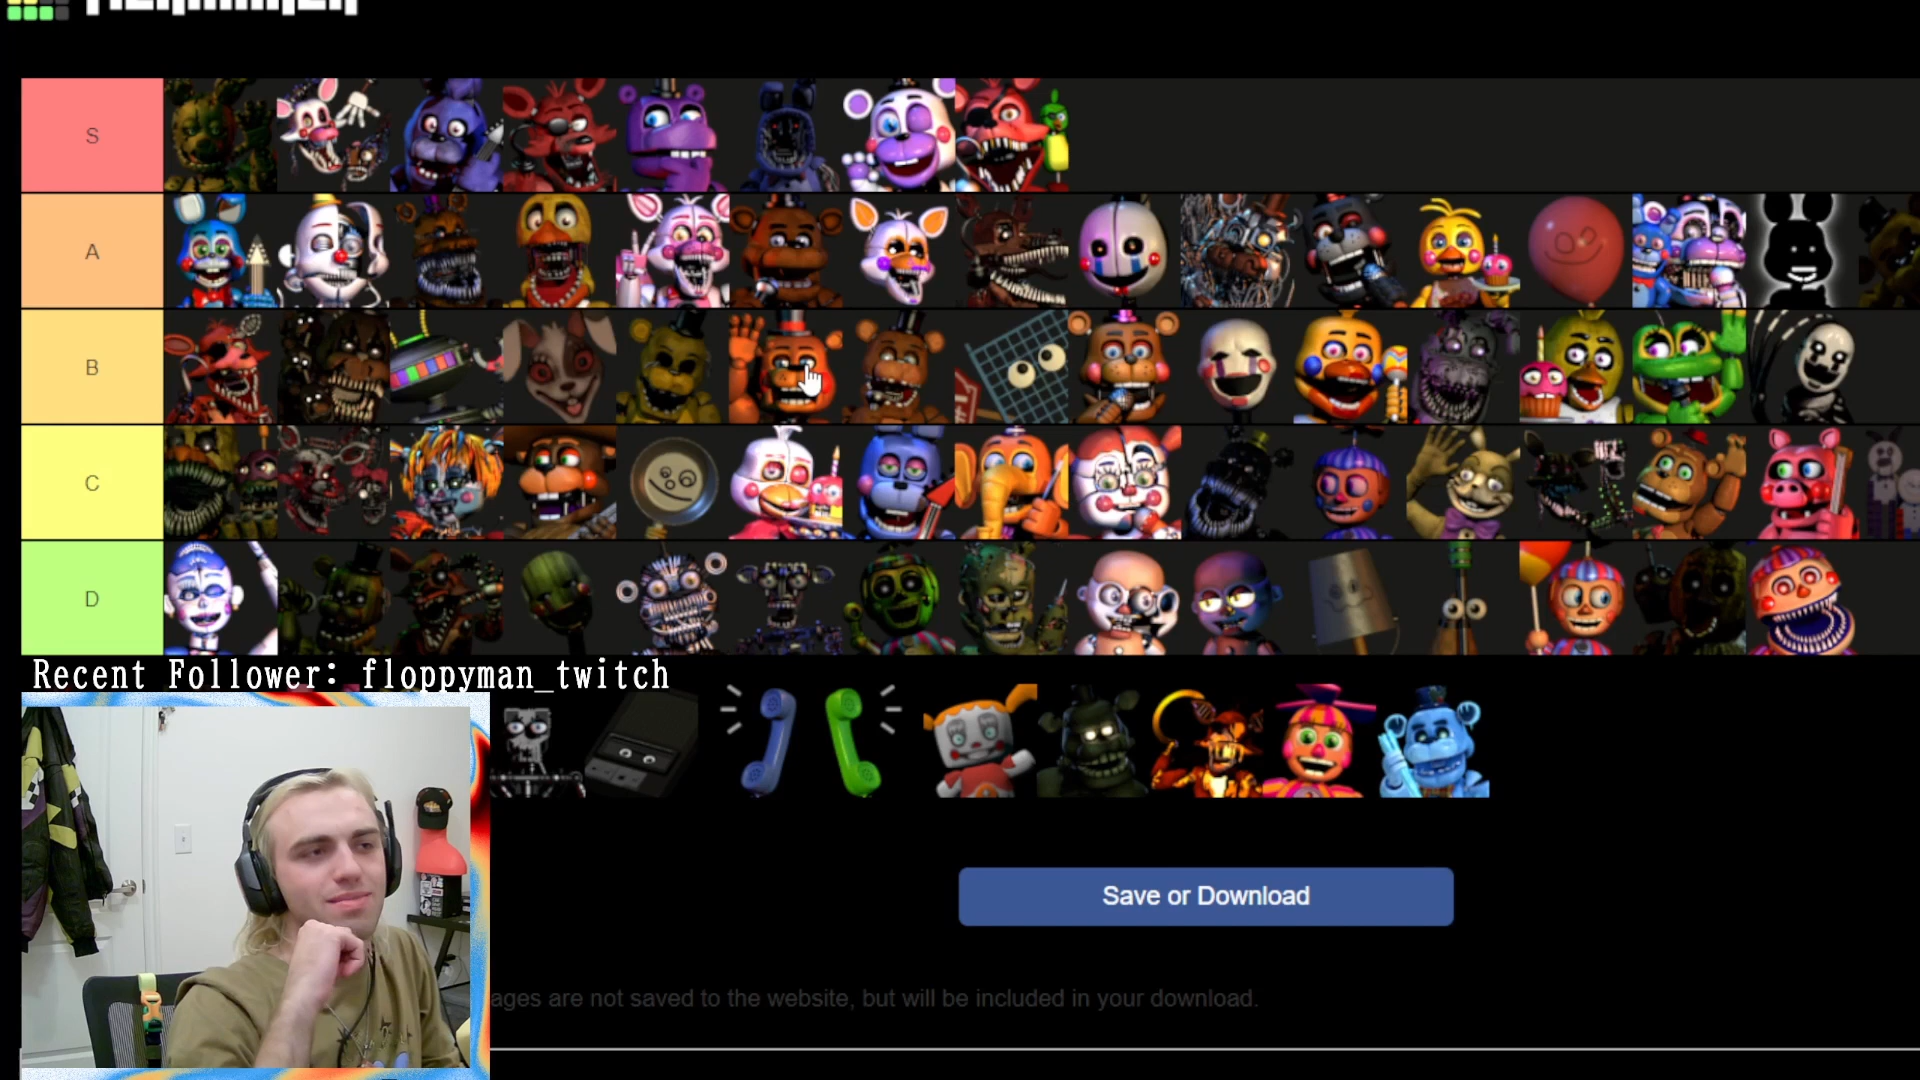 S
A
B
C
D
Recent Follower: floppyman_twitch
Save or Download
ages are not saved to the website, but will be included in your download.